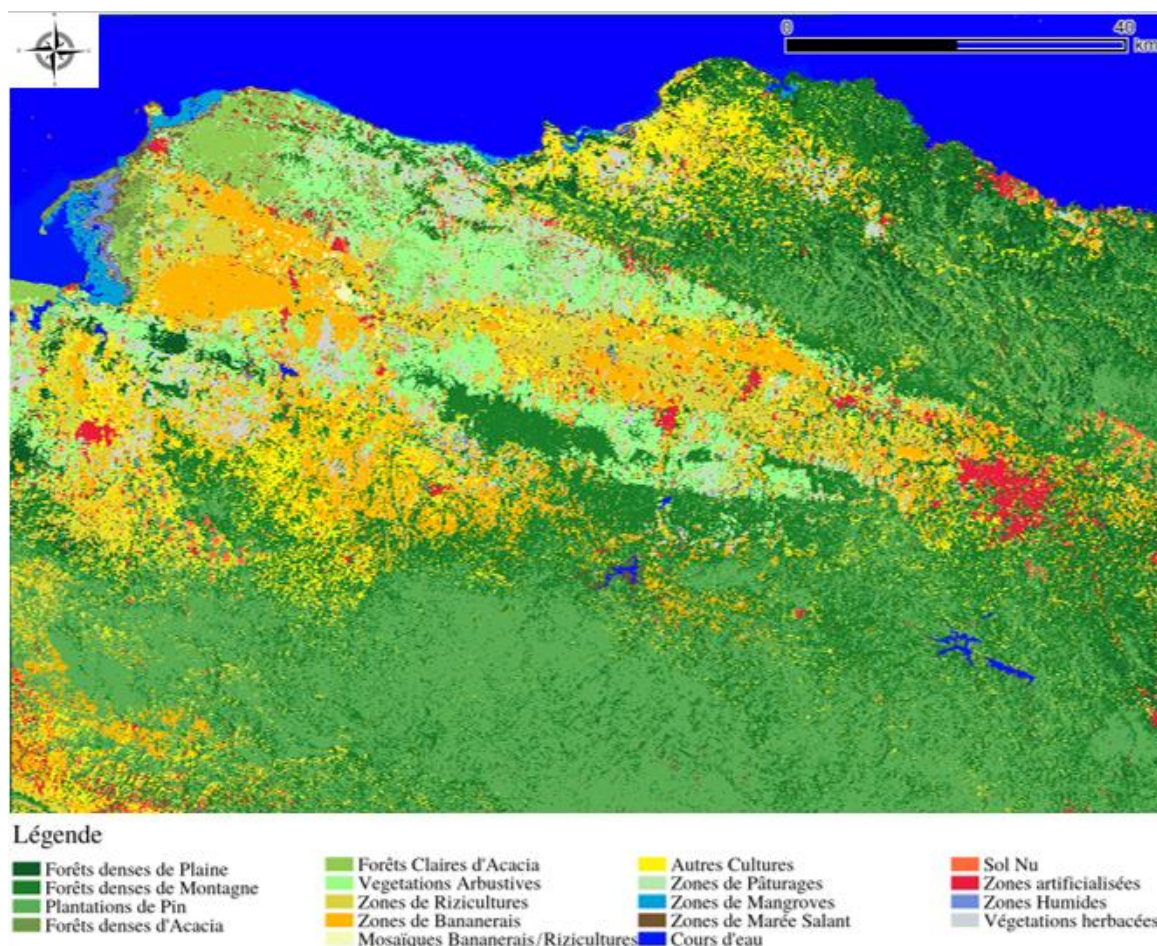 0 40
km
Légende
Forêts denses de Plaine
Forêts denses de Montagne
Plantations de Pin
Forêts denses d'Acacia
Forêts Claires d'Acacia
Vegetations Arbustives
Zones de Rizicultures
Zones de Bananerais
Mosaïques Bananerais/Rizicultures
Autres Cultures
Zones de Pâturages
Zones de Mangroves
Zones de Marée Salant
Cours d'eau
Sol Nu
Zones artificialisées
Zones Humides
Végetations herbacées